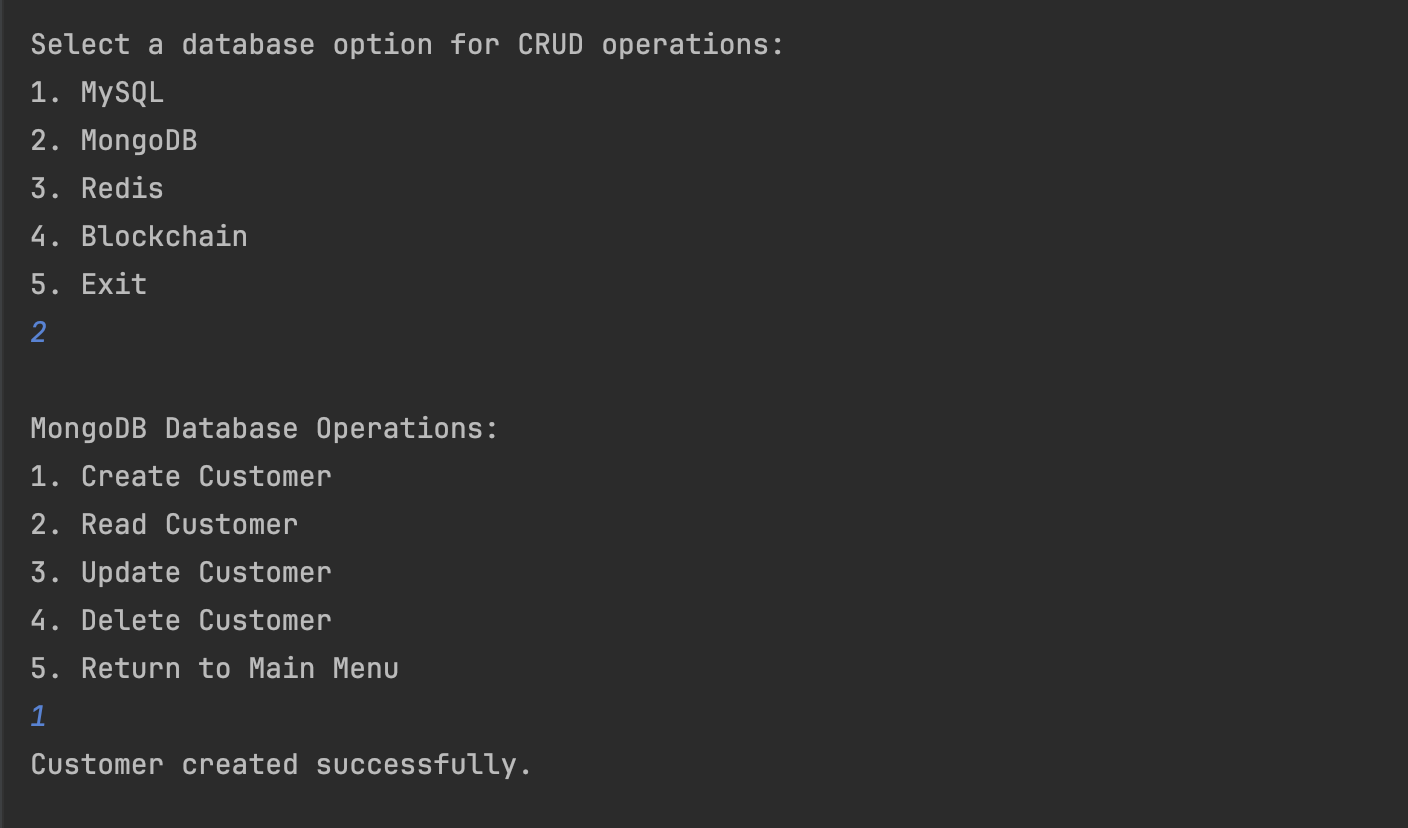 Select a database option for CRUD operations:
1. MySQL
2. MongoDB
3. Redis
4. Blockchain
5. Exit
2
MongoDB Database Operations:
1. Create Customer
2. Read Customer
3. Update Customer
4. Delete Customer
5. Return to Main Menu
1
Customer created successfully.